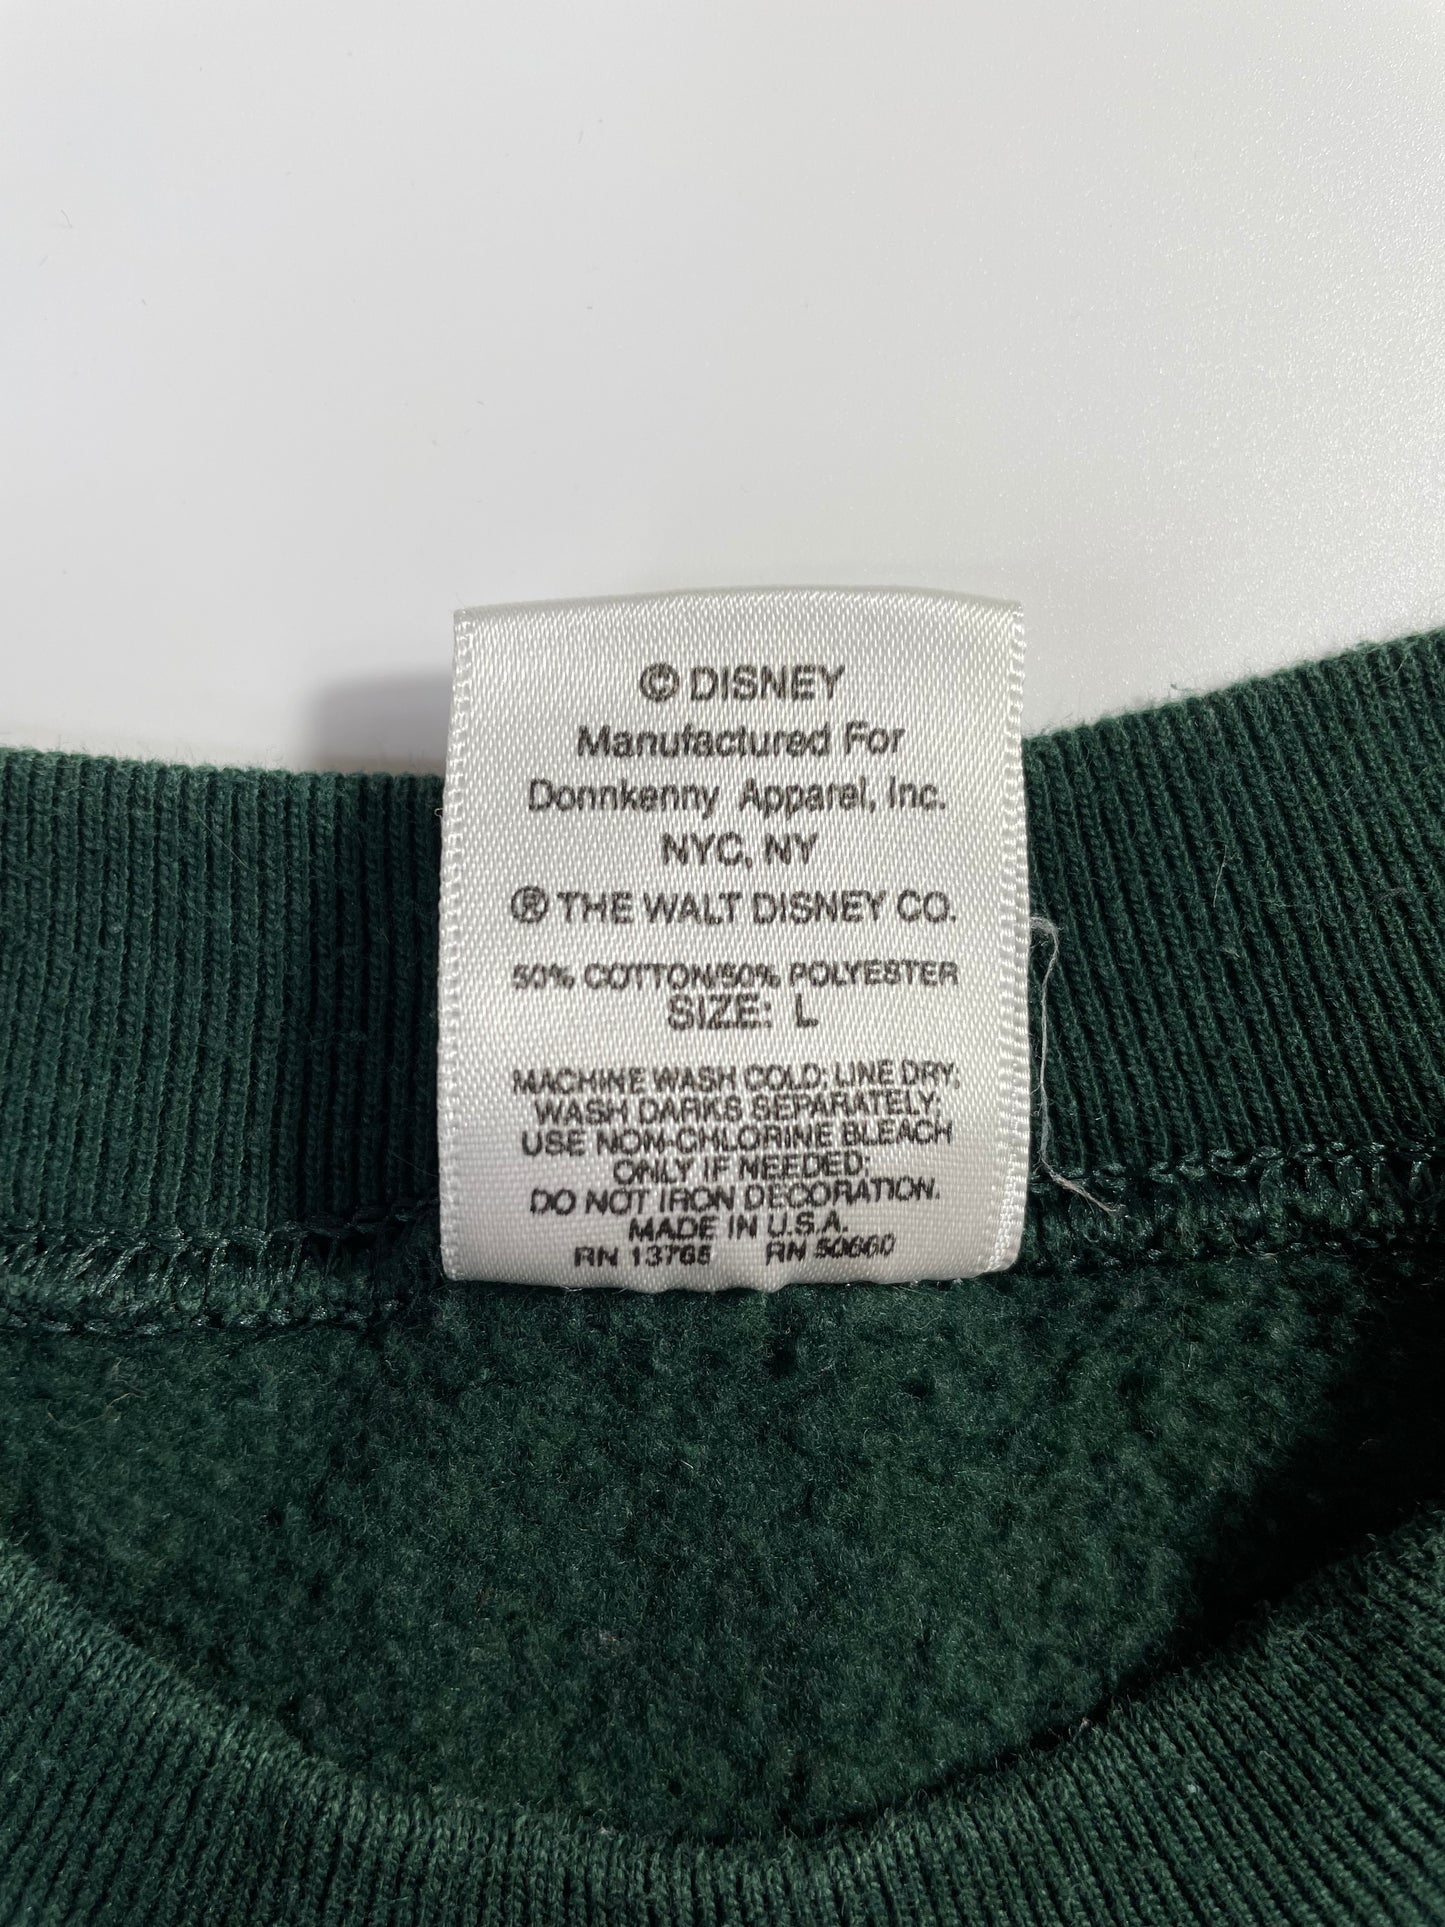 © DISNEY
Manufactured For
Donnkenny Apparel, Inc.
NYC, NY
® THE WALT DISNEY CO.
50% COTTON/50% POLYESTER
SIZE: L
MACHINE WASH COLD; LINE DRY,
WASH DARKS SEPARATELY;
USE NON-CHLORINE BLEACH
ONLY IF NEEDED;
DO NOT IRON DECORATION.
MADE IN U.S.A.
RN 13765 RN 50660